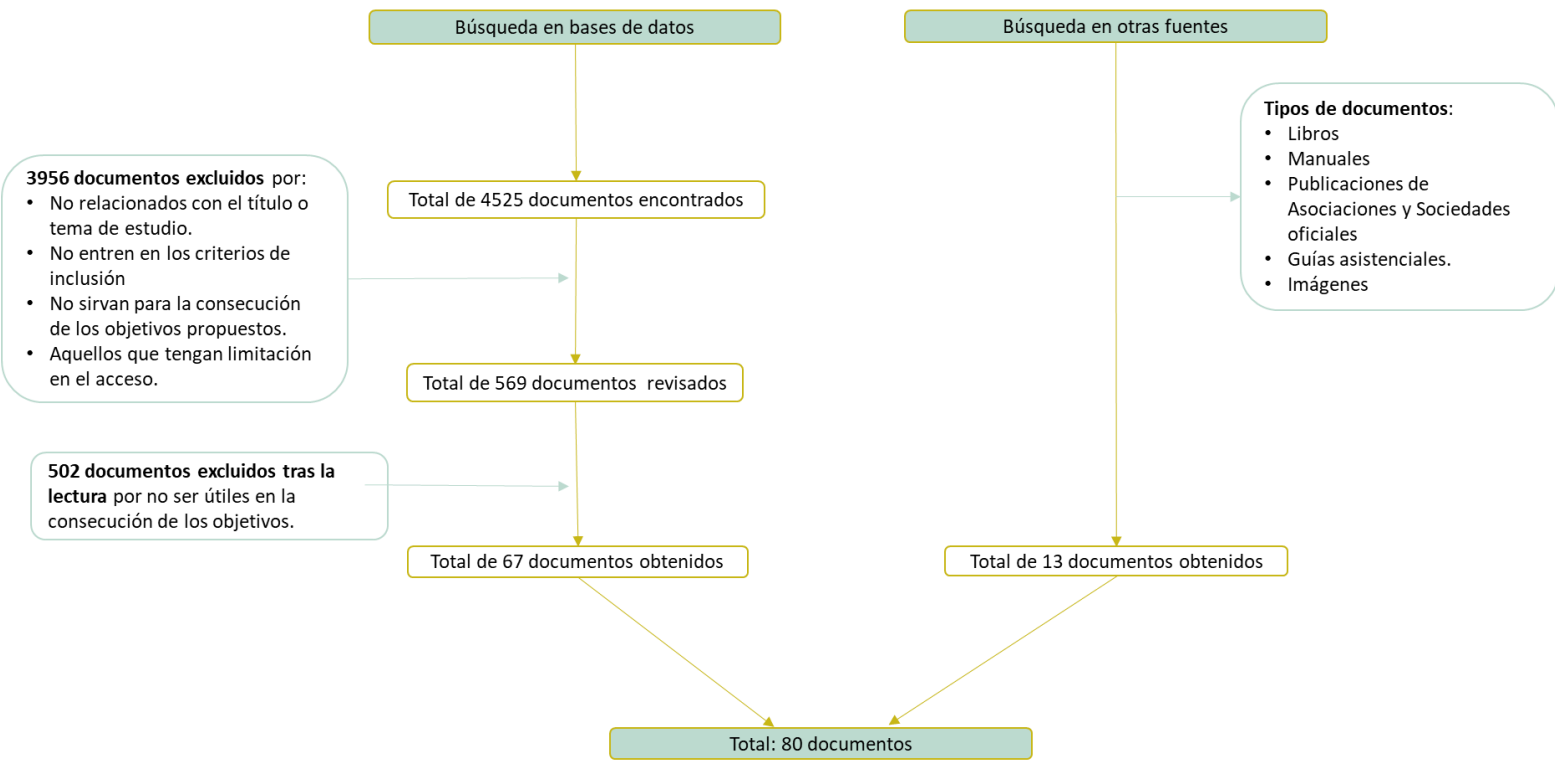 Búsqueda en bases de datos
Búsqueda en otras fuentes
Tipos de documentos:
• Libros
• Manuales
• Publicaciones de
Asociaciones y Sociedades
oficiales
• Guías asistenciales.
• Imágenes
3956 documentos excluidos por:
• No relacionados con el título o
tema de estudio.
• No entren en los criterios de
inclusión
• No sirvan para la consecución
de los objetivos propuestos.
• Aquellos que tengan limitación
en el acceso.
Total de 4525 documentos encontrados
Total de 569 documentos revisados
502 documentos excluidos tras la
lectura por no ser útiles en la
consecución de los objetivos.
Total de 67 documentos obtenidos
Total de 13 documentos obtenidos
Total: 80 documentos